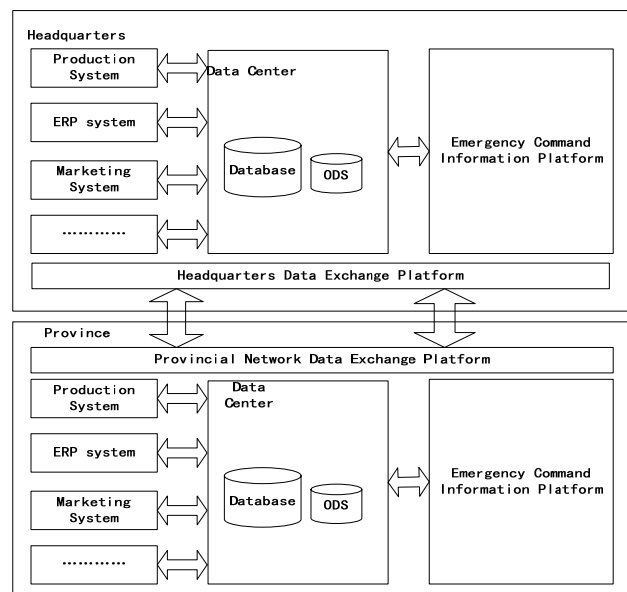 Headquarters
Production
System
Data Center
ERP system
Marketing
System
…………
Database
ODS
Emergency Command
Information Platform
Headquarters Data Exchange Platform
Province
Provincial Network Data Exchange Platform
Production
System
Data
Center
ERP system
Marketing
System
…………
Database
ODS
Emergency Command
Information Platform